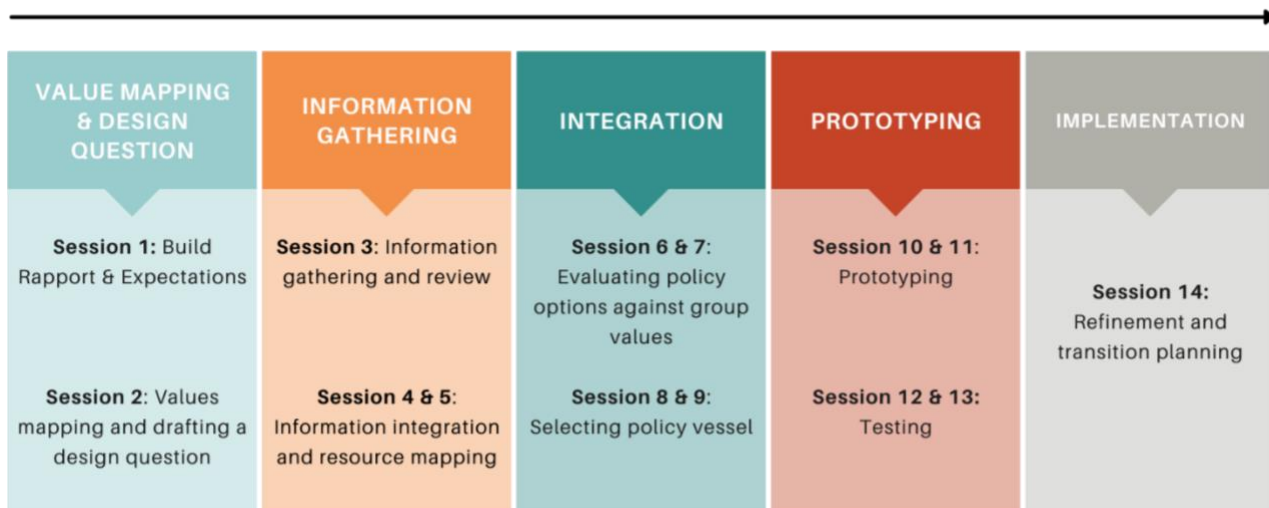 VALUE MAPPING
& DESIGN
QUESTION
Session 1: Build
Rapport & Expectations
Session 2: Values
mapping and drafting a
design question
INFORMATION
GATHERING
Session 3: Information
gathering and review
Session 4 & 5:
Information integration
and resource mapping
INTEGRATION
Session 6 & 7:
Evaluating policy
options against group
values
Session 8 & 9:
Selecting policy vessel
PROTOTYPING
Session 10 & 11:
Prototyping
Session 12 & 13:
Testing
IMPLEMENTATION
Session 14:
Refinement and
transition planning